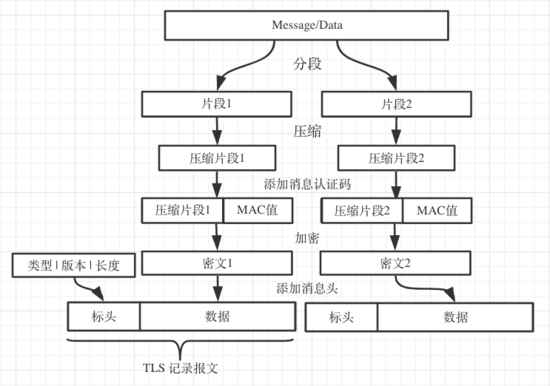 Message/Data
分段
片段1
片段2
压缩
压缩片段1
压缩片段2
添加消息认证码
压缩片段1
MAC值
压缩片段2
MAC值
加密
类型|版本|长度
密文1
密文2
添加消息头
标头
数据
标头
数据
TLS 记录报文